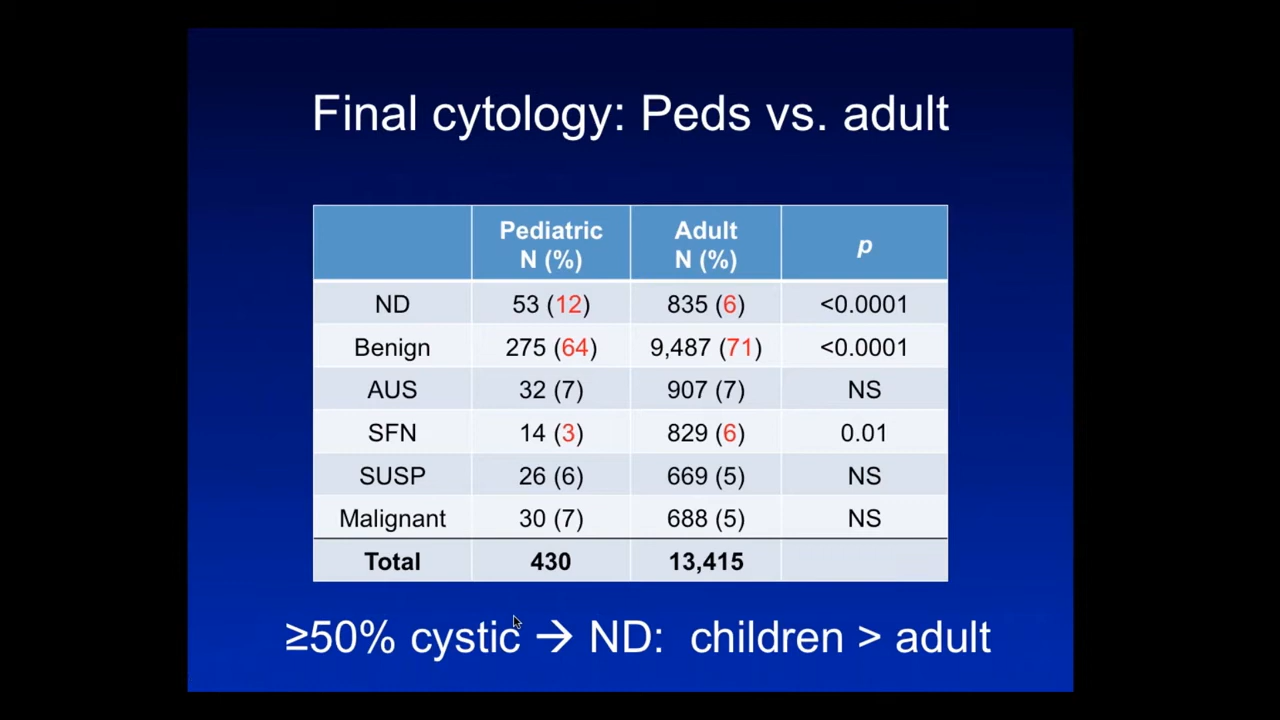 Final cytology: Peds vs. adult
Pediatric N (%) Adult N (%) p
ND 53 (12) 835 (6) <0.0001
Benign 275 (64) 9,487 (71) <0.0001
AUS 32 (7) 907 (7) NS
SFN 14 (3) 829 (6) 0.01
SUSP 26 (6) 669 (5) NS
Malignant 30 (7) 688 (5) NS
Total 430 13,415
≥50% cystic → ND: children > adult